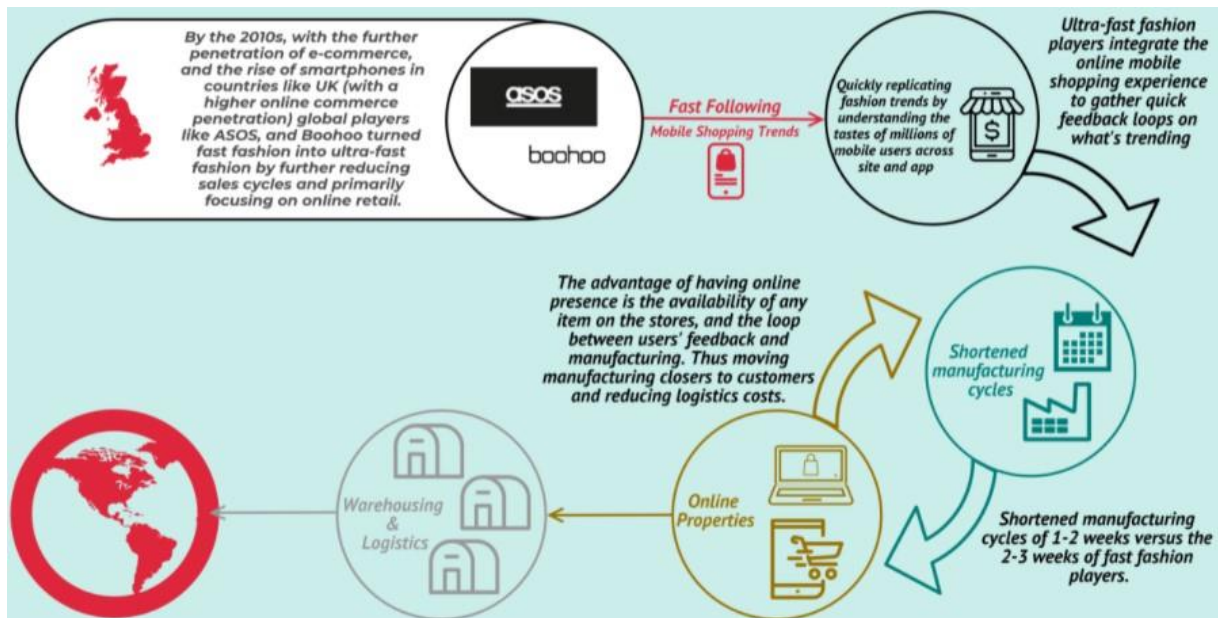 By the 2010s, with the further
penetration of e-commerce,
and the rise of smartphones in
countries like UK (with a
higher online commerce
penetration) global players
like ASOS, and Boohoo turned
fast fashion into ultra-fast
fashion by further reducing
sales cycles and primarily
focusing on online retail.
asos
boohoo
Fast Following
Mobile Shopping Trends
Quickly replicating
fashion trends by
understanding the
tastes of millions of
mobile users across
site and app
$
Ultra-fast fashion
players integrate the
online mobile
shopping experience
to gather quick
feedback loops on
what's trending
Shortened
manufacturing
cycles
Shortened manufacturing
cycles of 1-2 weeks versus the
2-3 weeks of fast fashion
players.
The advantage of having online
presence is the availability of any
item on the stores, and the loop
between users' feedback and
manufacturing. Thus moving
manufacturing closers to customers
and reducing logistics costs.
Online
Properties
Warehousing
&
Logistics